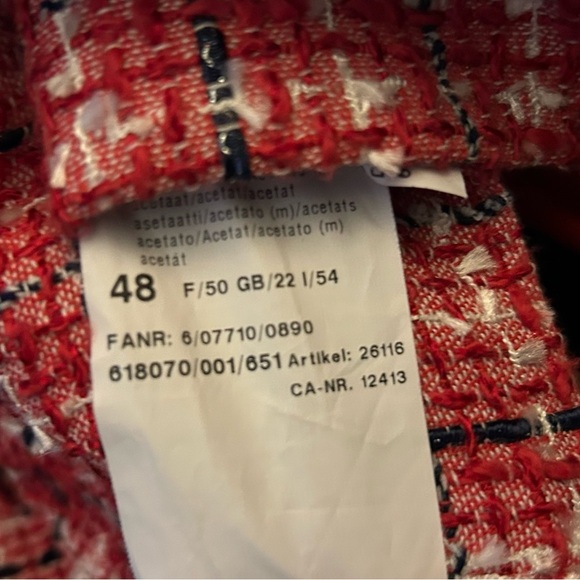 acetaat/acetat/acetat
asetaatti/acetato (m)/acetats
acetato/Acetat/acetato (m)
acetát
48 F/50 GB/22 I/54
FANR: 6/07710/0890
618070/001/651 Artikel: 26116
CA-NR. 12413